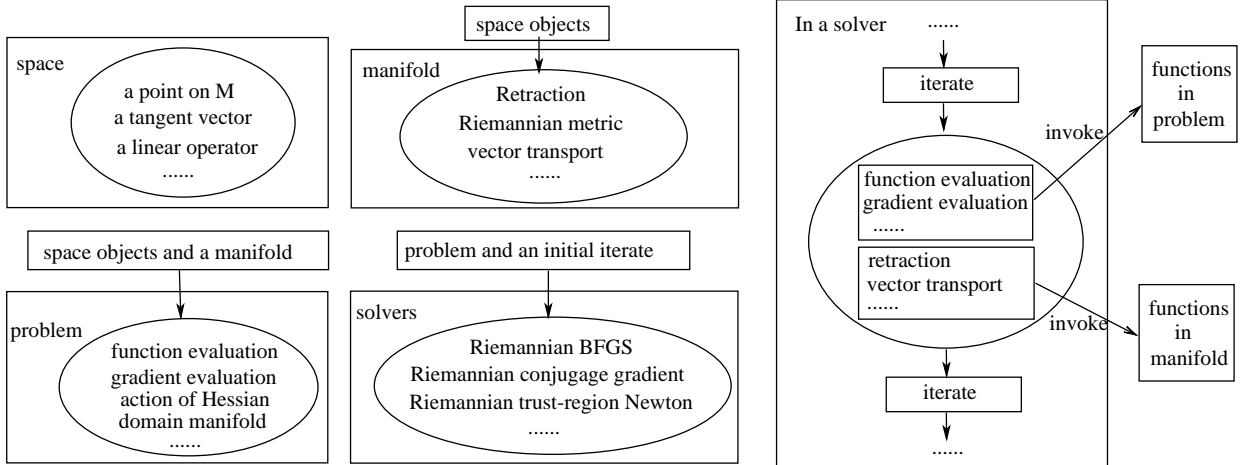 space
a point on M
a tangent vector
a linear operator
......
space objects
manifold
Retraction
Riemannian metric
vector transport
......
space objects and a manifold
problem
function evaluation
gradient evaluation
action of Hessian
domain manifold
......
problem and an initial iterate
solvers
Riemannian BFGS
Riemannian conjugage gradient
Riemannian trust-region Newton
......
In a solver
......
iterate
function evaluation
gradient evaluation
......
retraction
vector transport
......
iterate
......
invoke
functions
in
problem
invoke
functions
in
manifold